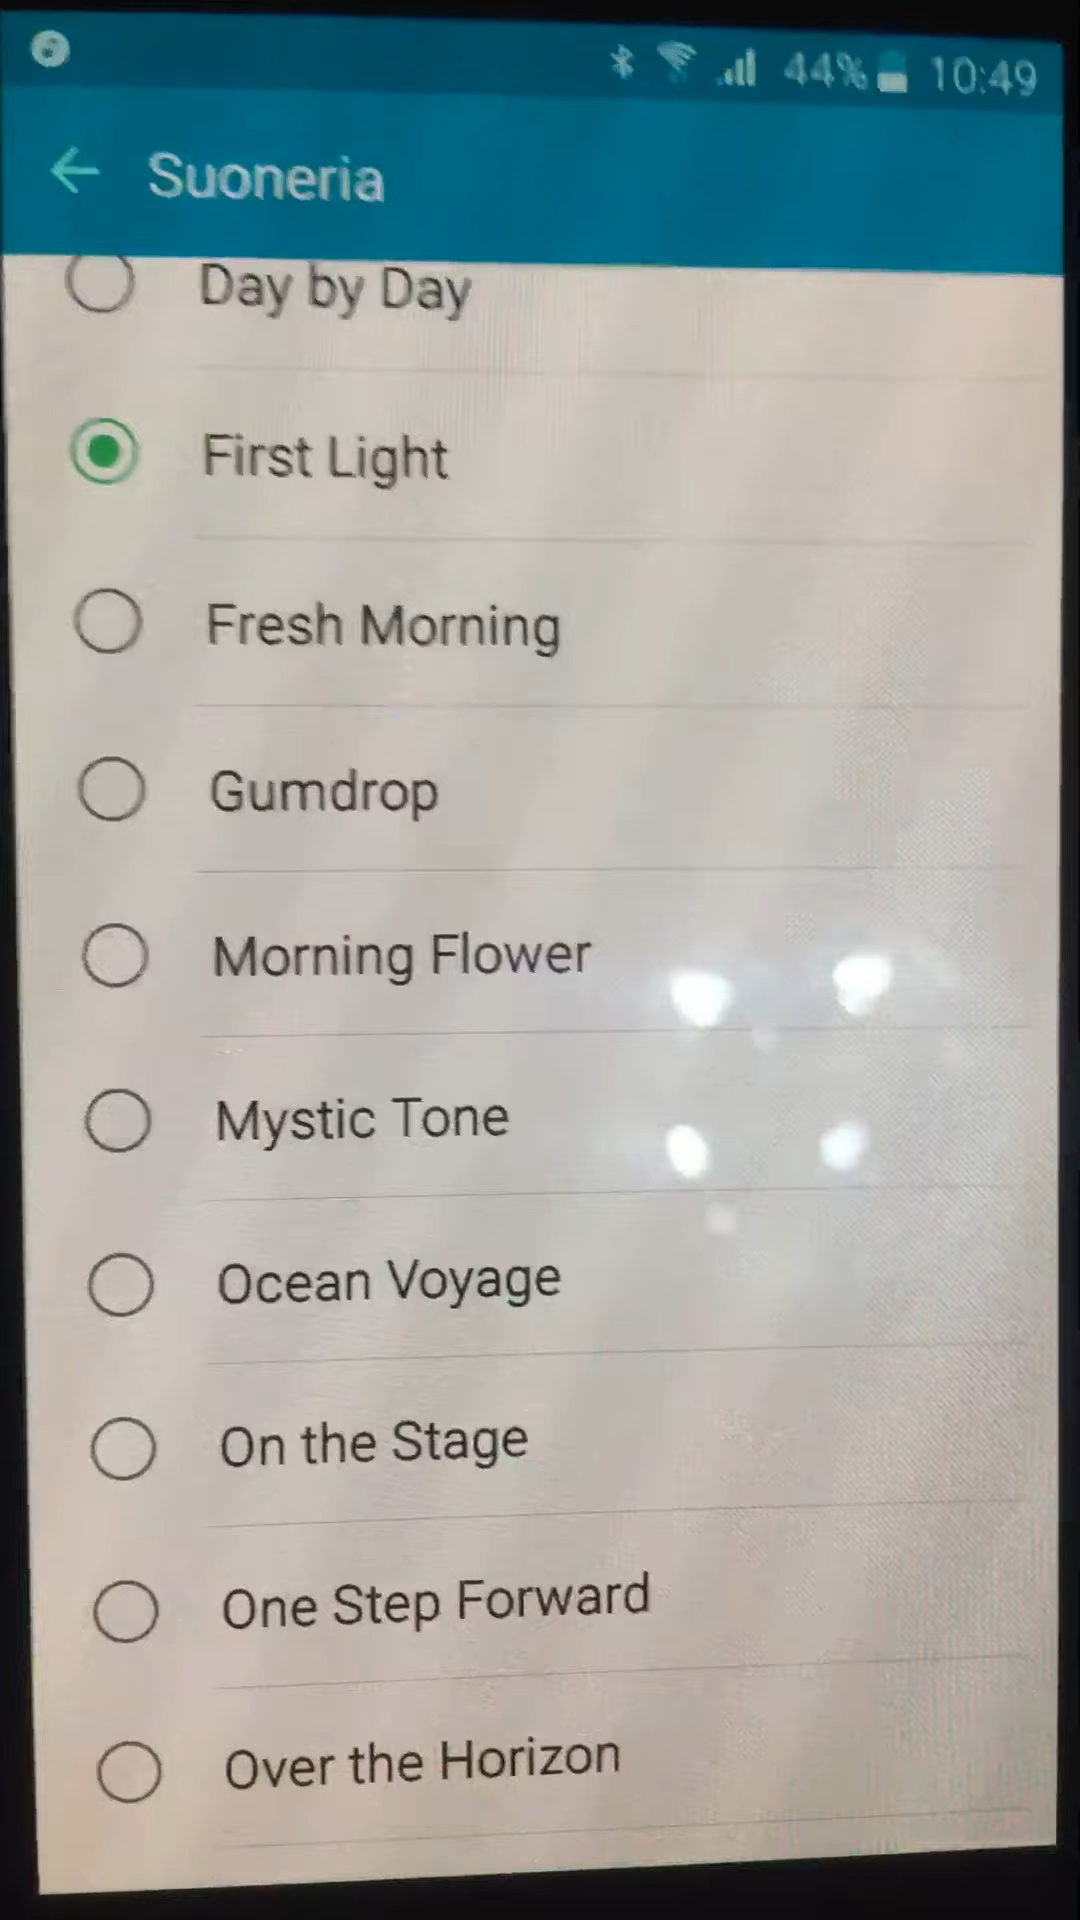 44% 10:49
Suoneria
Day by Day
First Light
Fresh Morning
Gumdrop
Morning Flower
Mystic Tone
Ocean Voyage
On the Stage
One Step Forward
Over the Horizon